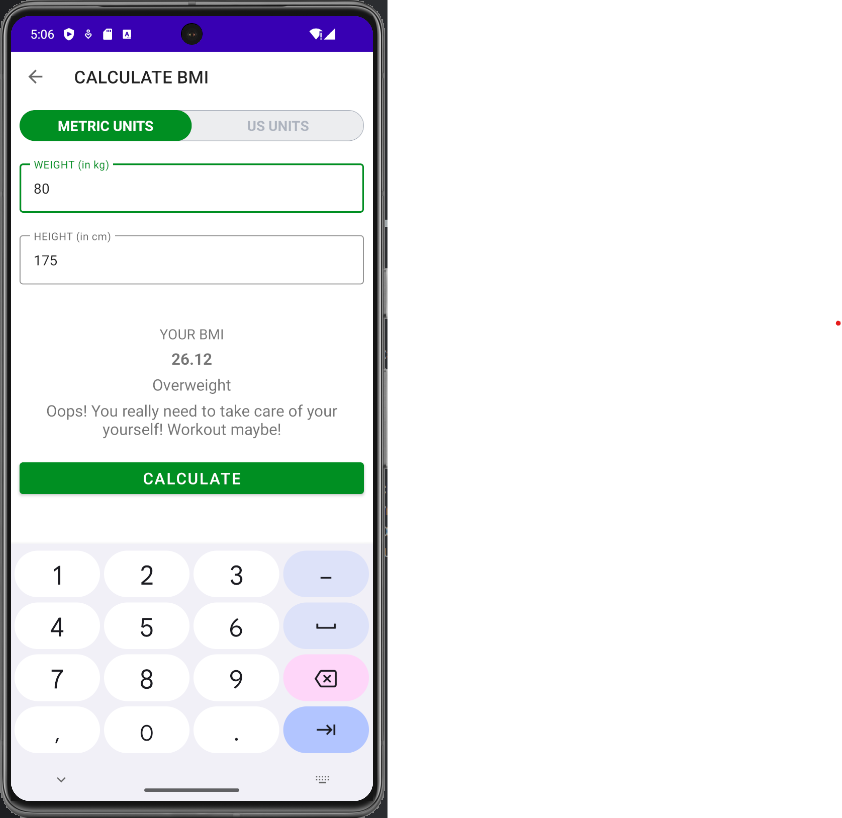 5:06
CALCULATE BMI
METRIC UNITS US UNITS
WEIGHT (in kg)
80
HEIGHT (in cm)
175
YOUR BMI
26.12
Overweight
Oops! You really need to take care of your
yourself! Workout maybe!
CALCULATE
1 2 3 –
4 5 6
7 8 9
, 0 .